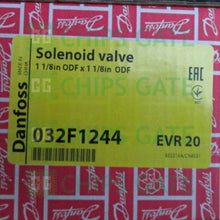 Danfoss
Solenoid valve
1 1/8in ODF x 1 1/8in ODF
CHIPS GATE
EAC
032F1244
EVR 20